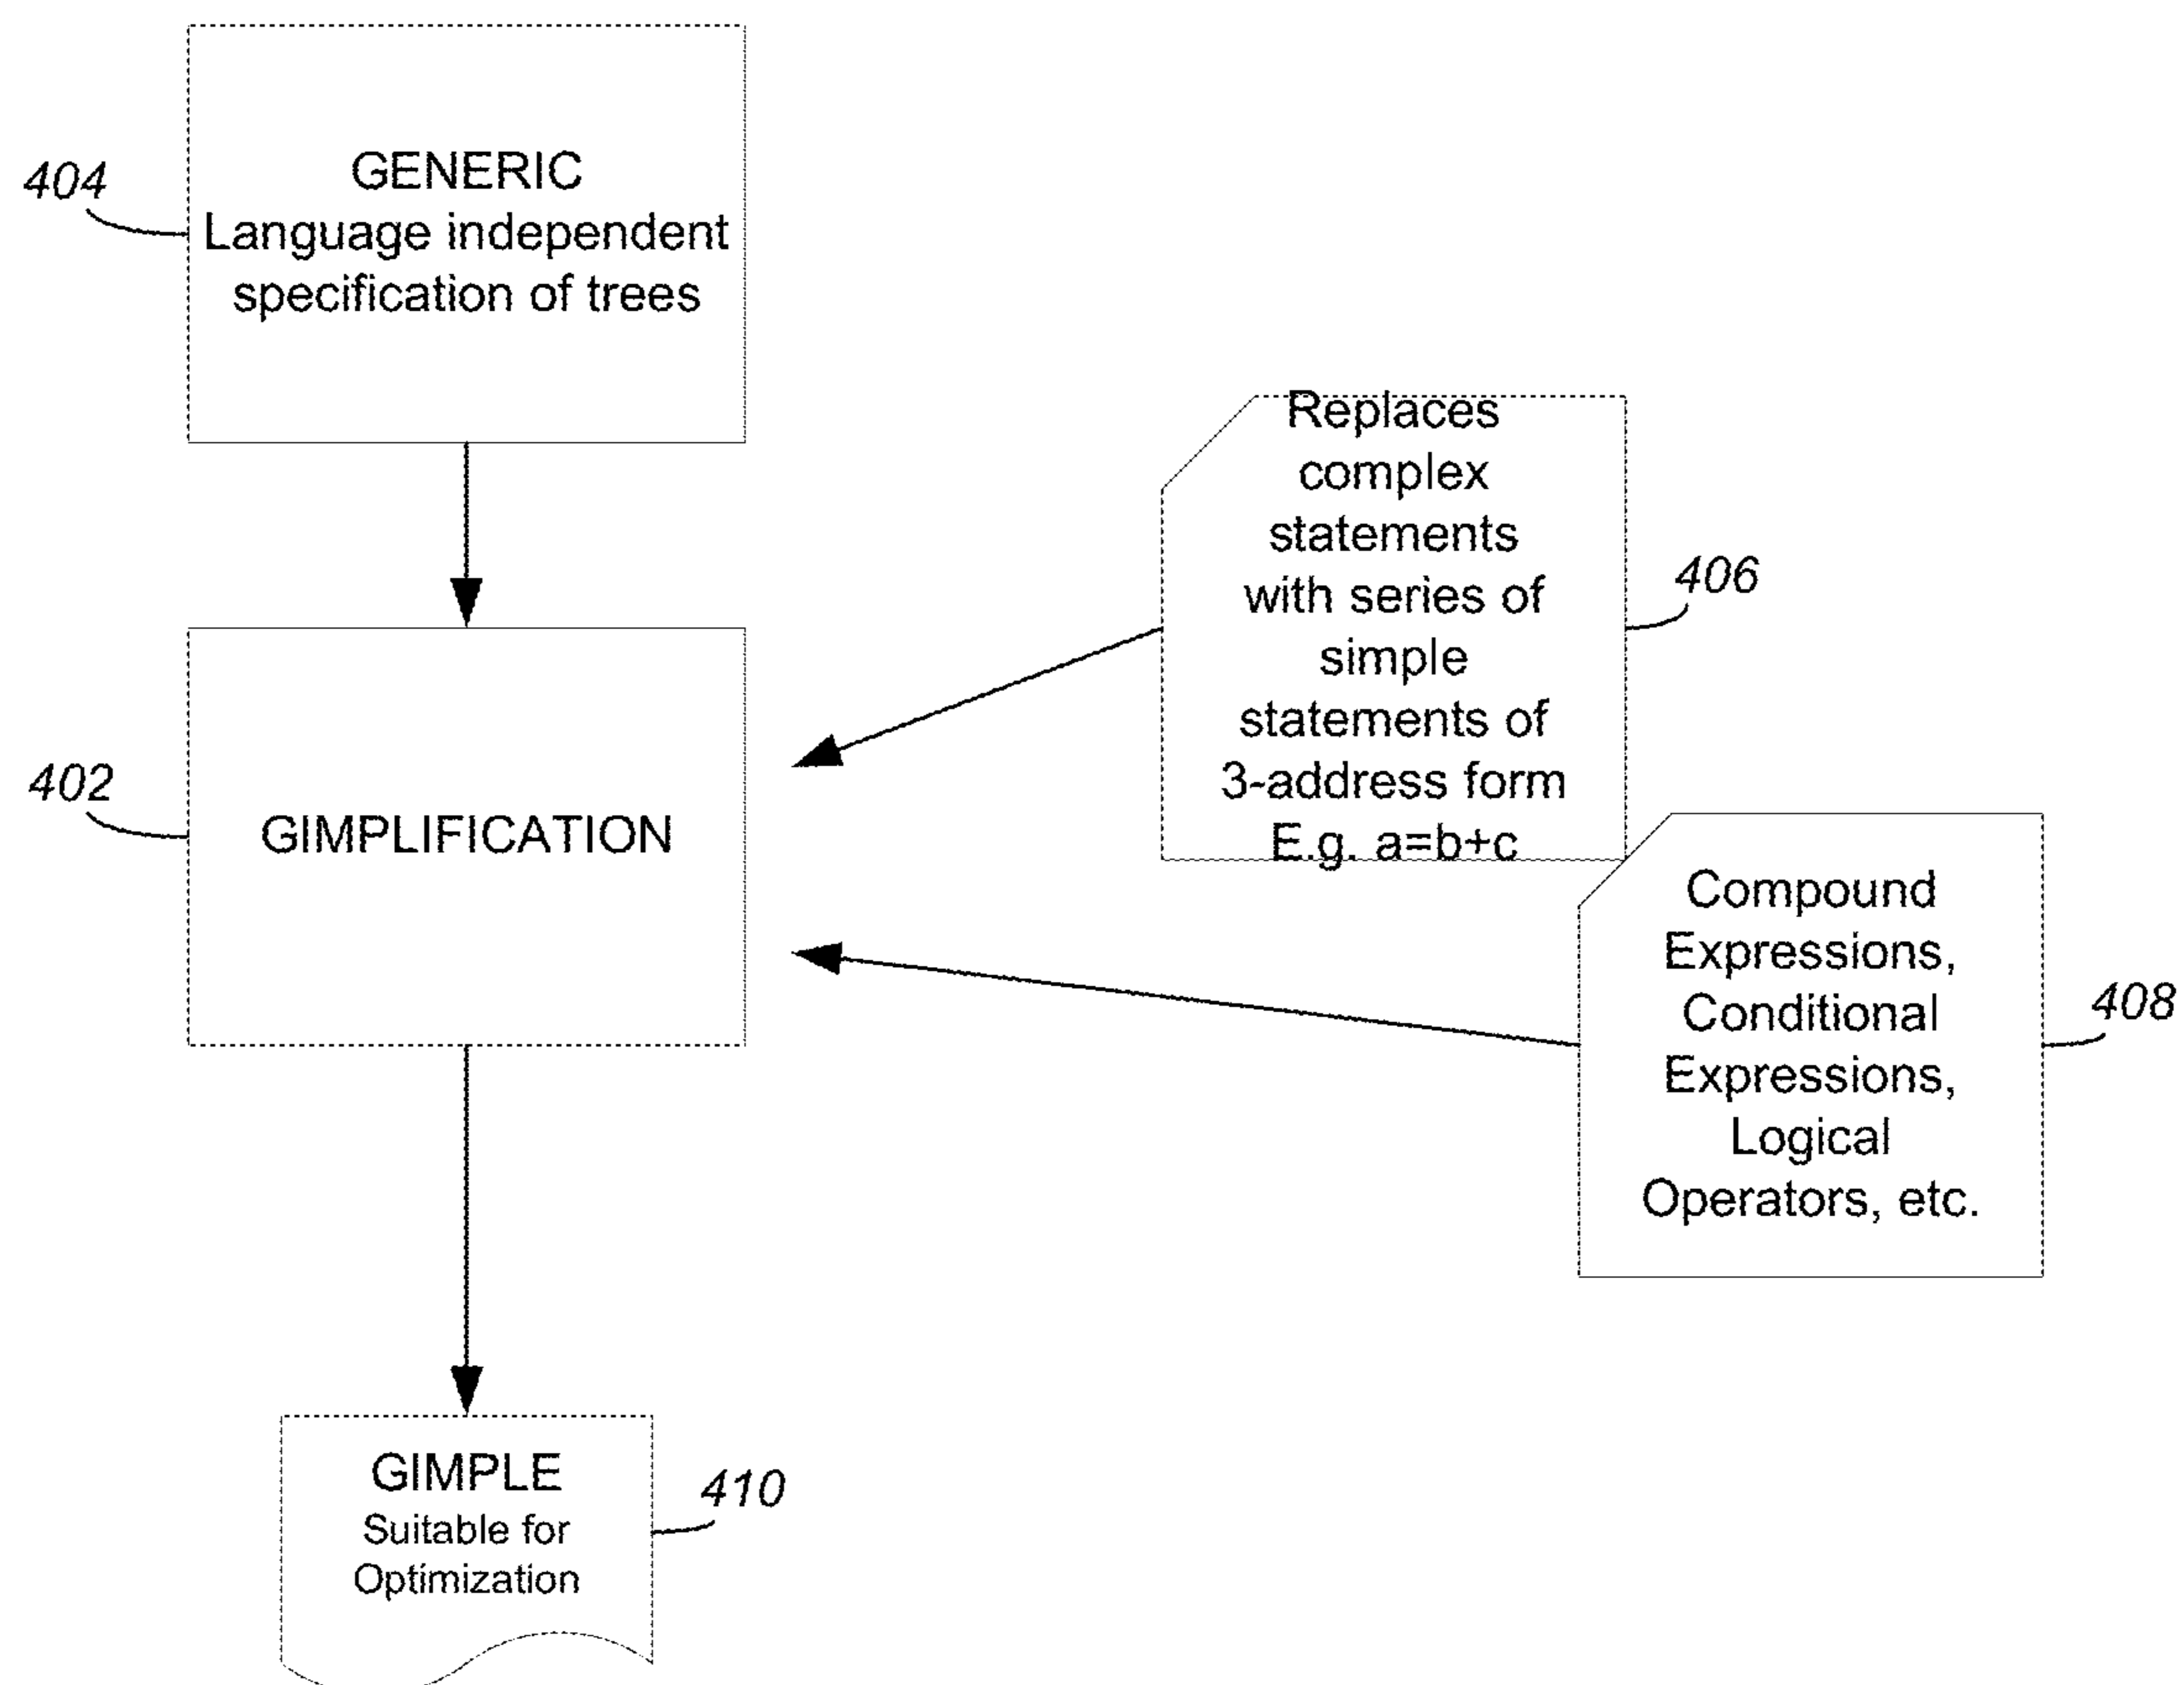 GENERIC
Language independent
specification of trees
404
Replaces
complex
statements
with series of
simple
statements of
3-address form
E.g. a=b+c
406
402
GIMPLIFICATION
Compound
Expressions,
Conditional
Expressions,
Logical
Operators, etc.
408
GIMPLE
Suitable for
Optimization
410